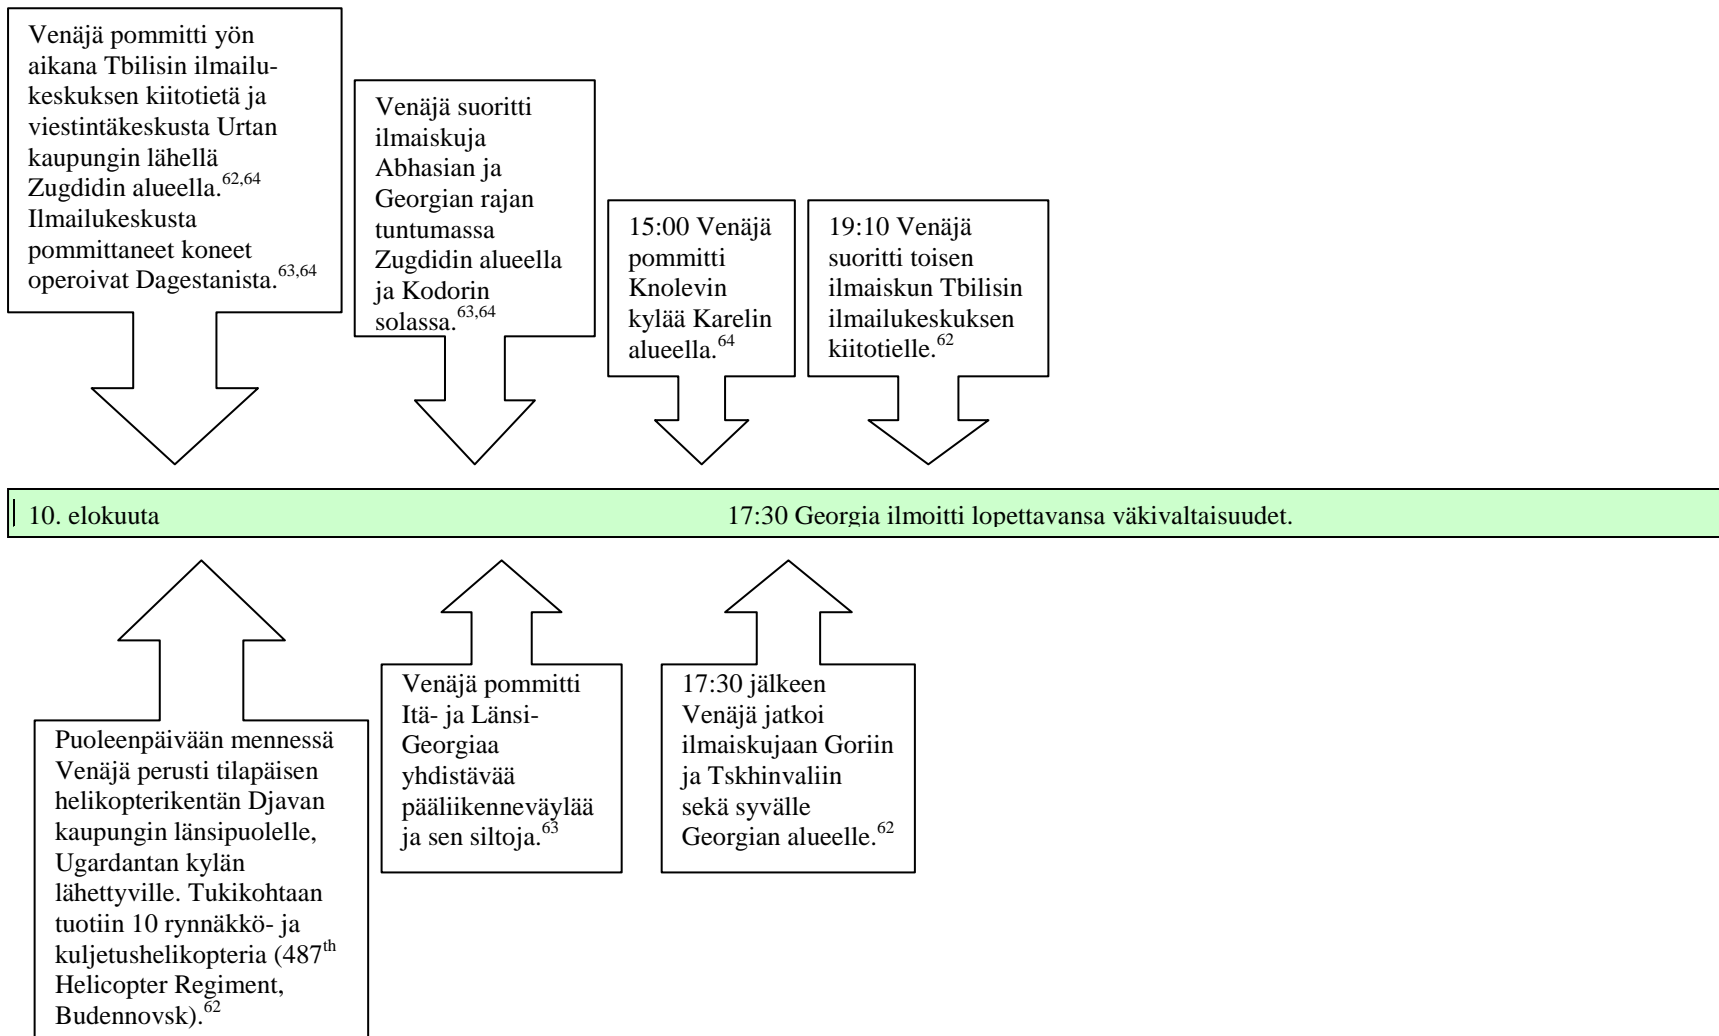 Venäjä pommitti yön
aikana Tbilisin ilmailu-
keskuksen kiitotietä ja
viestintäkeskusta Urtan
kaupungin lähellä
Zugdidin alueella.62,64
Ilmailukeskusta
pommittaneet koneet
operoivat Dagestanista.63,64
Venäjä suoritti
ilmaiskuja
Abhasian ja
Georgian rajan
tuntumassa
Zugdidin alueella
ja Kodorin
solassa.63,64
15:00 Venäjä
pommitti
Knolevin
kylää Karelin
alueella.64
19:10 Venäjä
suoritti toisen
ilmaiskun Tbilisin
ilmailukeskuksen
kiitotielle.62
10. elokuuta 17:30 Georgia ilmoitti lopettavansa väkivaltaisuudet.
Puoleenpäivään mennessä
Venäjä perusti tilapäisen
helikopterikentän Djavan
kaupungin länsipuolelle,
Ugardantan kylän
lähettyville. Tukikohtaan
tuotiin 10 rynnäkkö- ja
kuljetushelikopteria (487th
Helicopter Regiment,
Budennovsk).62
Venäjä pommitti
Itä- ja Länsi-
Georgiaa
yhdistävää
pääliikenneväylää
ja sen siltoja.63
17:30 jälkeen
Venäjä jatkoi
ilmaiskujaan Goriin
ja Tskhinvaliin
sekä syvälle
Georgian alueelle.62